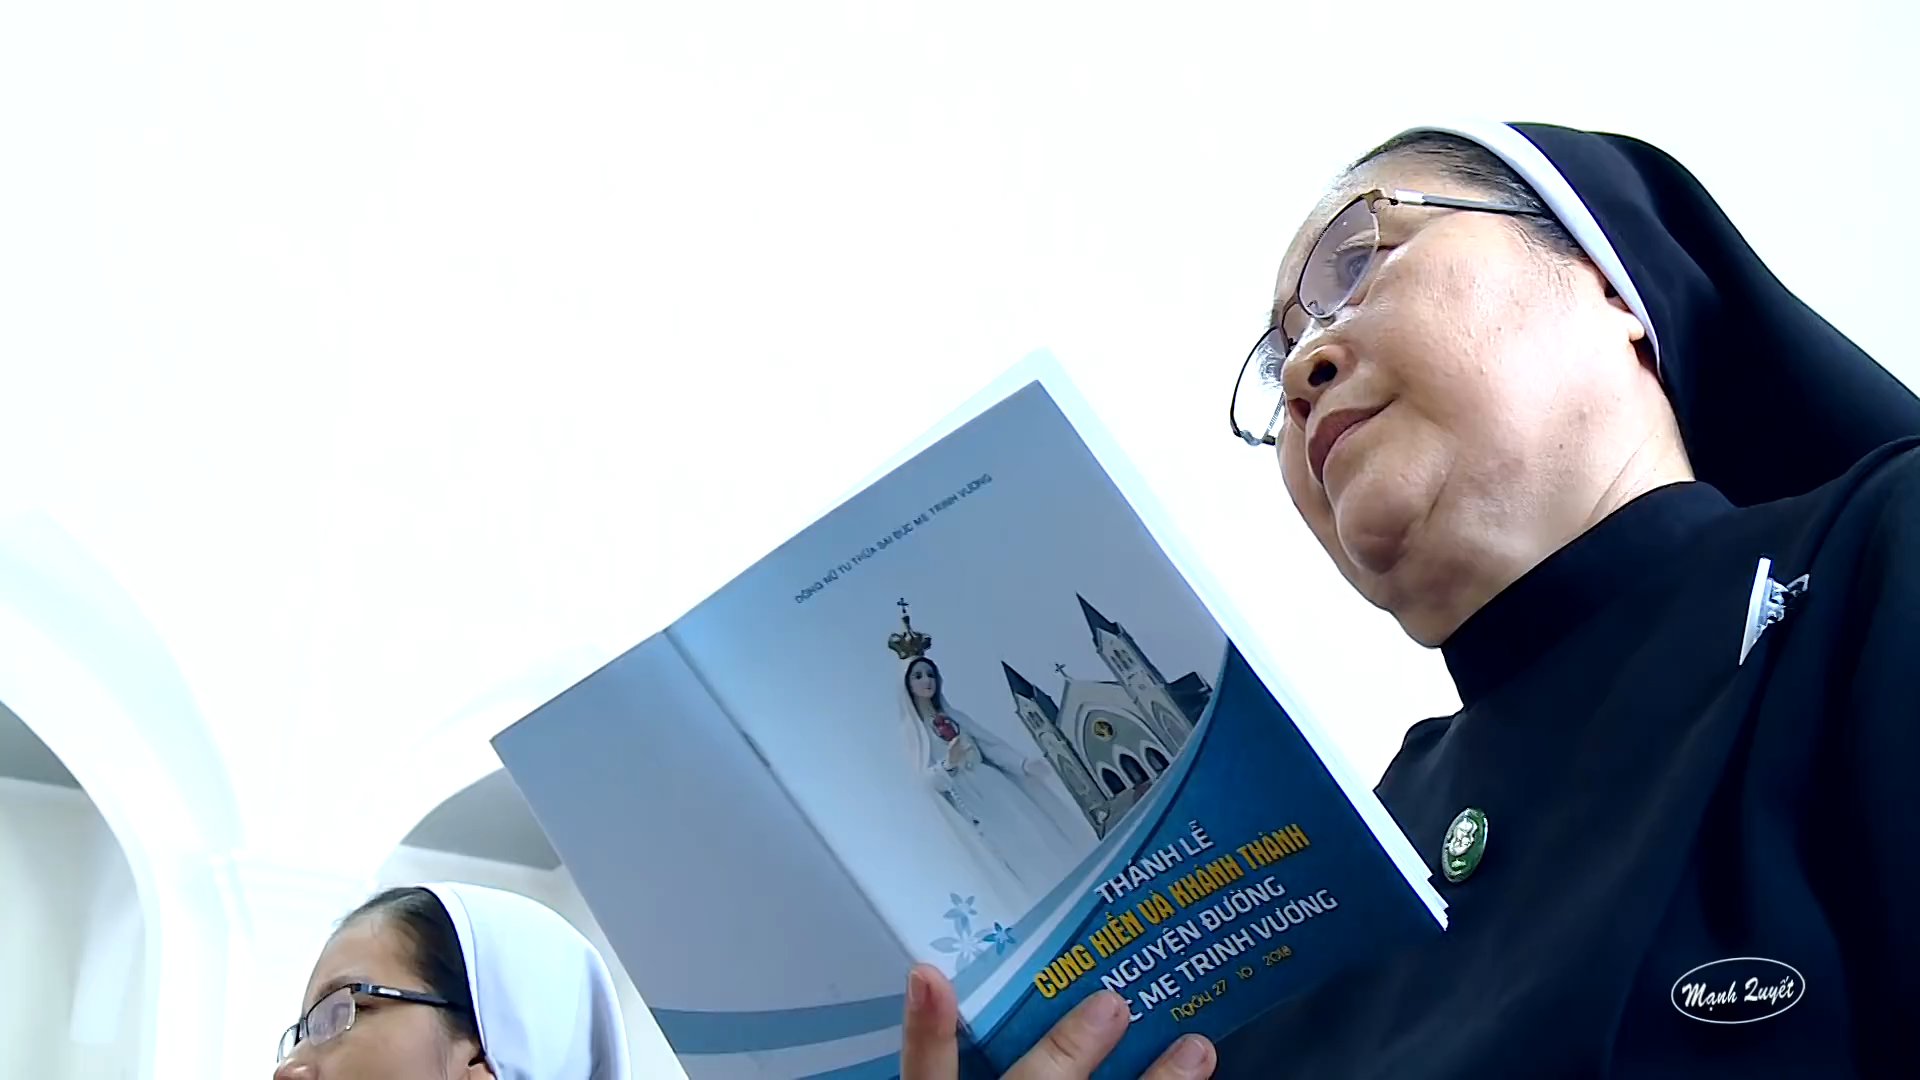 DÒNG NỮ TU THỪA SAI ĐỨC MẸ TRINH VƯƠNG
THÁNH LỄ
CUNG HIẾN VÀ KHÁNH THÀNH
NGUYỆN ĐƯỜNG
MẸ TRINH VƯƠNG
ngày 27 10 2018
Mạnh Quyết